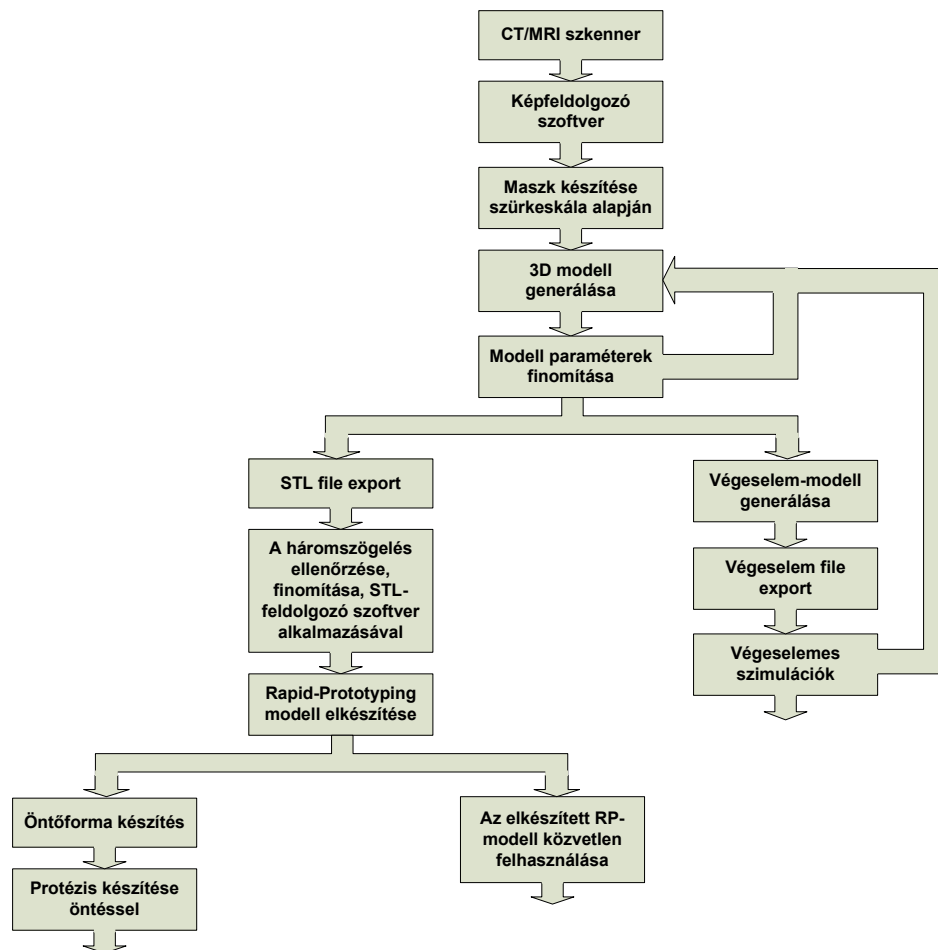 CT/MRI szkenner
Képfeldolgozó
szoftver
Maszk készítése
szürkeskála alapján
3D modell
generálása
Modell paraméterek
finomítása
STL file export
A háromszögelés
ellenőrzése,
finomítása, STL-
feldolgozó szoftver
alkalmazásával
Rapid-Prototyping
modell elkészítése
Öntőforma készítés
Protézis készítése
öntéssel
Az elkészített RP-
modell közvetlen
felhasználása
Végeselem-modell
generálása
Végeselem file
export
Végeselemes
szimulációk